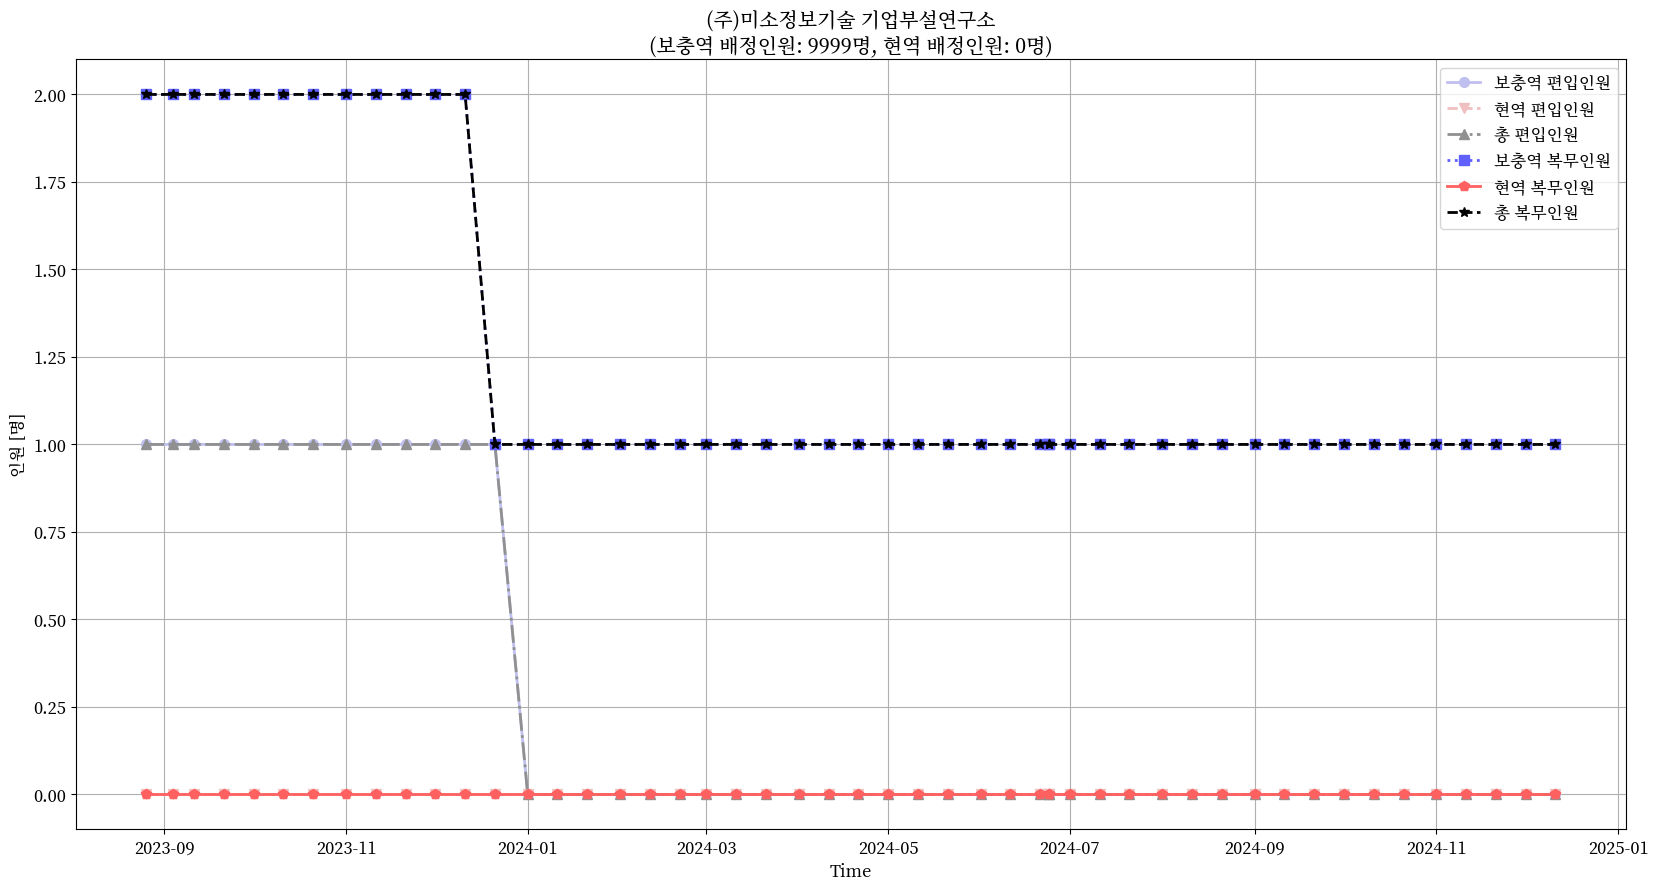 (주)미소정보기술 기업부설연구소
(보충역 배정인원: 9999명, 현역 배정인원: 0명)
보충역 편입인원
현역 편입인원
총 편입인원
보충역 복무인원
현역 복무인원
총 복무인원
인원 [명]
2.00
1.75
1.50
1.25
1.00
0.75
0.50
0.25
0.00
2023-09
2023-11
2024-01
2024-03
2024-05
2024-07
2024-09
2024-11
2025-01
Time